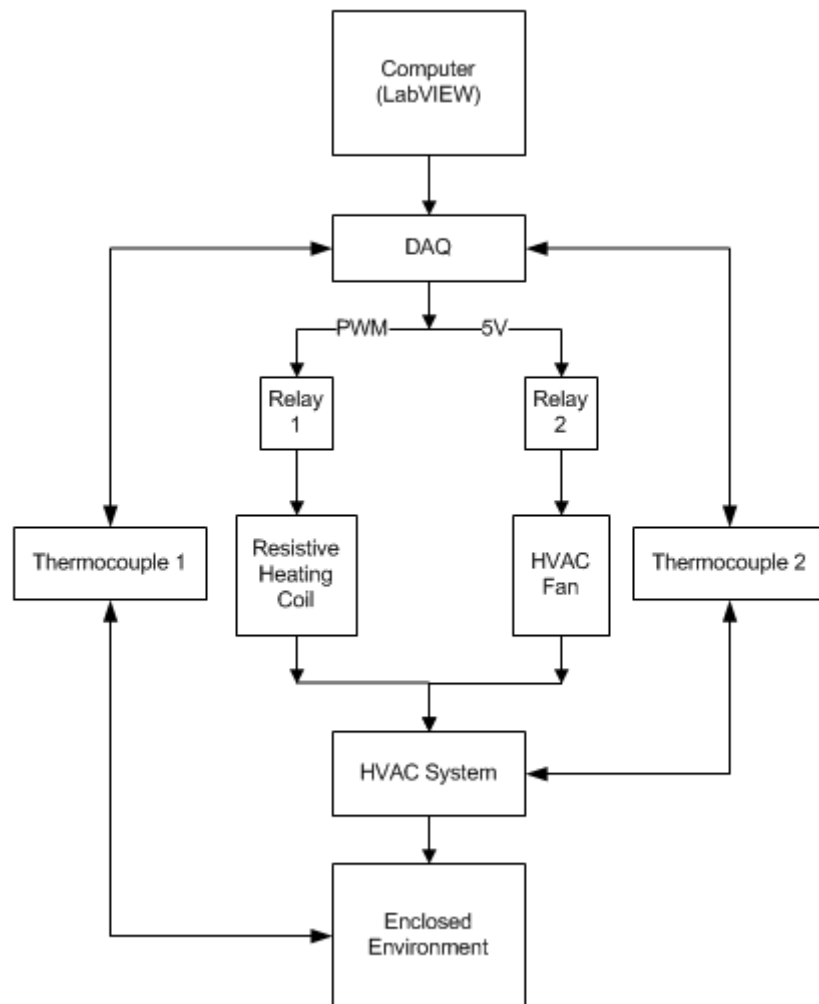 Computer
(LabVIEW)
DAQ
PWM
5V
Relay
1
Relay
2
Thermocouple 1
Resistive
Heating
Coil
HVAC
Fan
Thermocouple 2
HVAC System
Enclosed
Environment